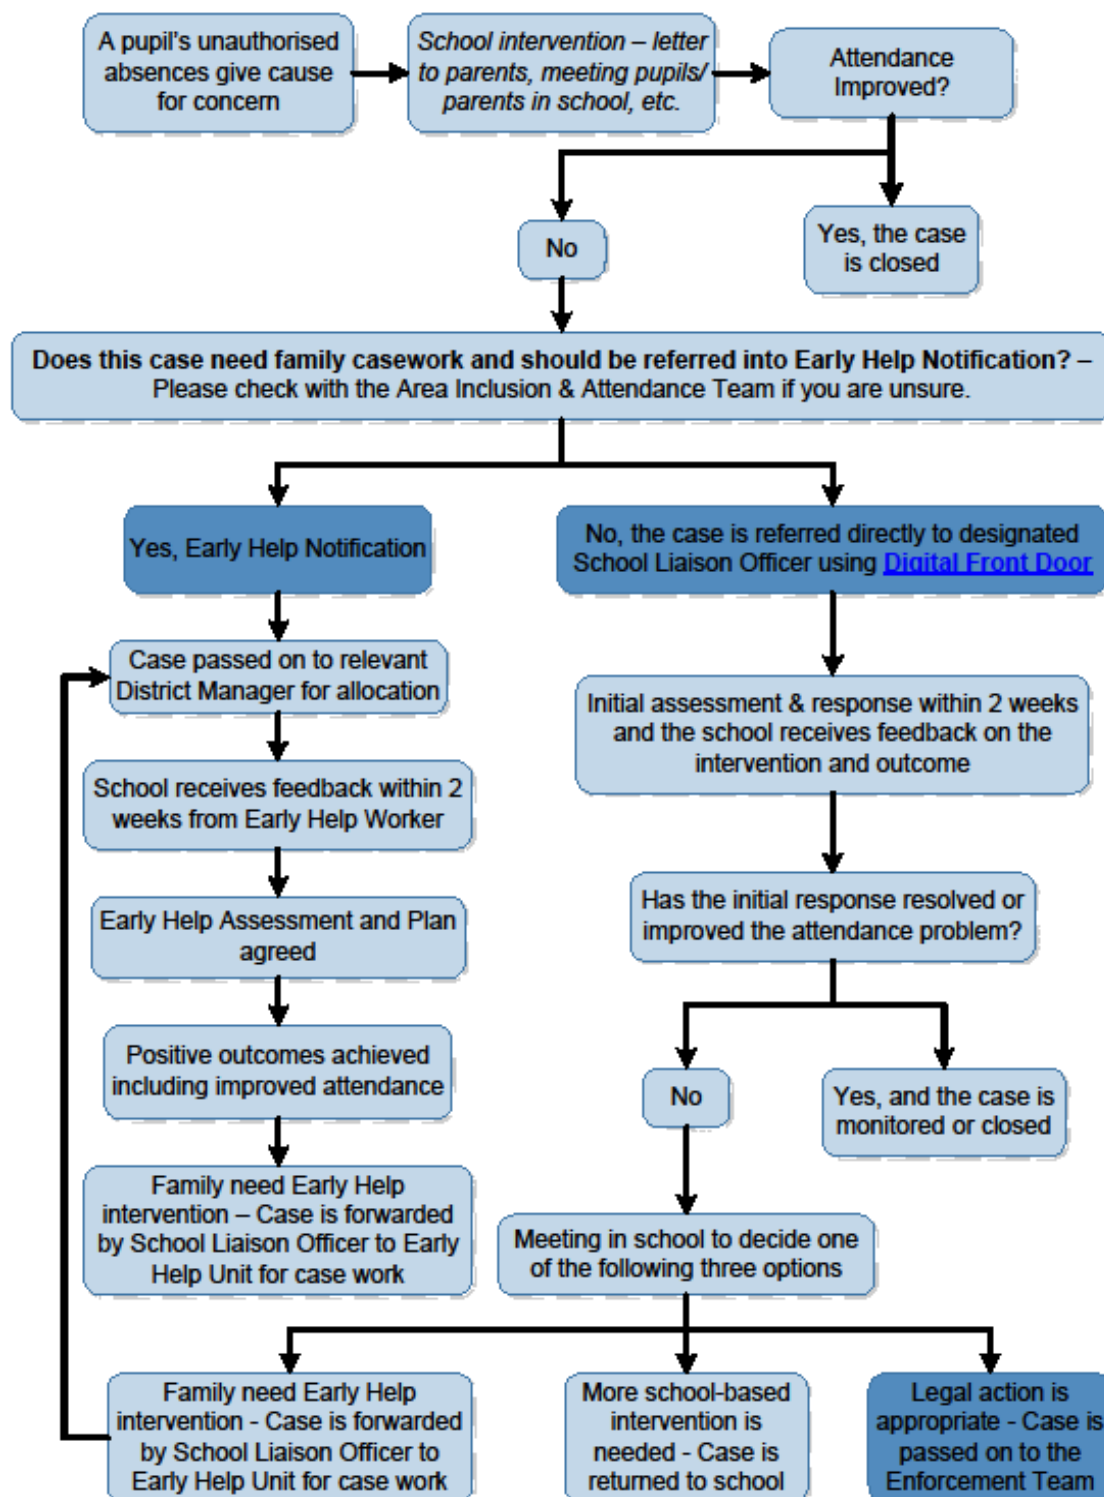 A pupil's unauthorised
absences give cause
for concern
School intervention – letter
to parents, meeting pupils/
parents in school, etc.
Attendance
Improved?
No
Yes, the case
is closed
Does this case need family casework and should be referred into Early Help Notification? –
Please check with the Area Inclusion & Attendance Team if you are unsure.
Yes, Early Help Notification
No, the case is referred directly to designated
School Liaison Officer using Digital Front Door
Case passed on to relevant
District Manager for allocation
School receives feedback within 2
weeks from Early Help Worker
Early Help Assessment and Plan
agreed
Positive outcomes achieved
including improved attendance
Family need Early Help
intervention – Case is forwarded
by School Liaison Officer to Early
Help Unit for case work
Initial assessment & response within 2 weeks
and the school receives feedback on the
intervention and outcome
Has the initial response resolved or
improved the attendance problem?
No
Yes, and the case is
monitored or closed
Meeting in school to decide one
of the following three options
Family need Early Help
intervention - Case is forwarded
by School Liaison Officer to
Early Help Unit for case work
More school-based
intervention is
needed - Case is
returned to school
Legal action is
appropriate - Case is
passed on to the
Enforcement Team